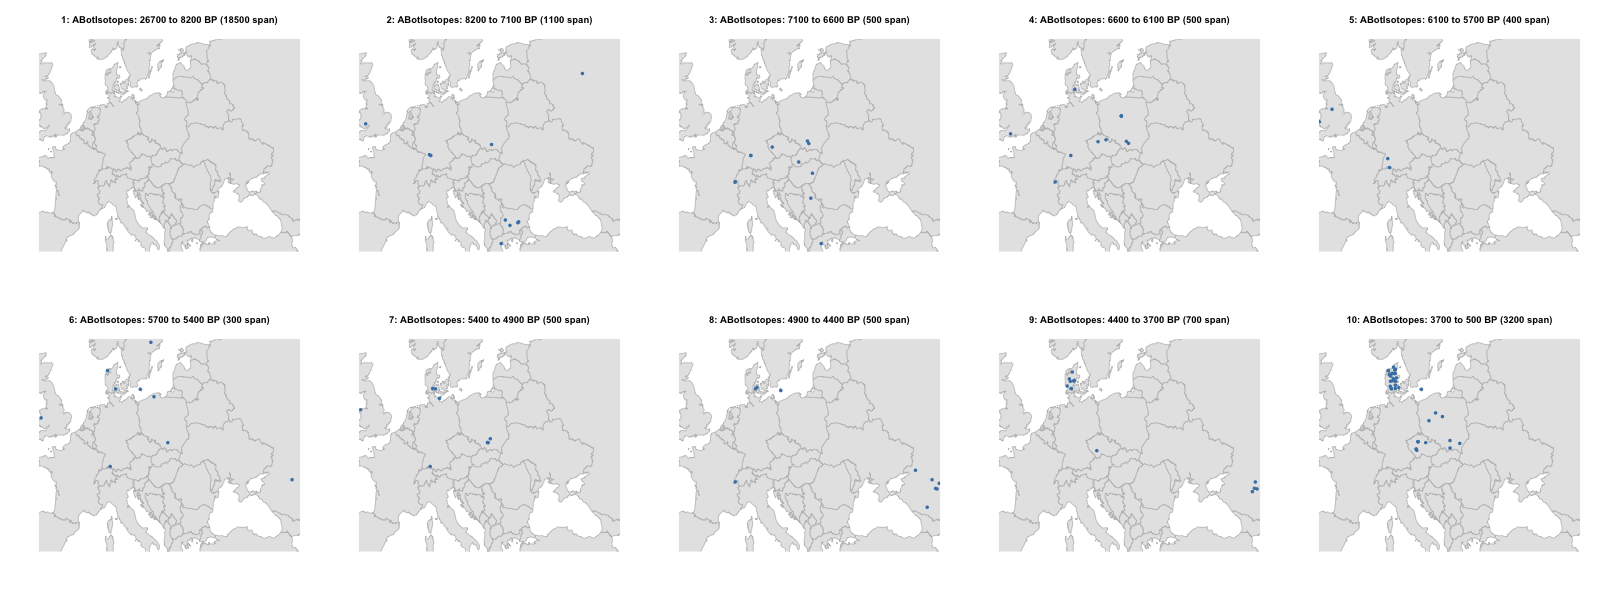 1: ABotIsotopes: 26700 to 8200 BP (18500 span)
2: ABotIsotopes: 8200 to 7100 BP (1100 span)
3: ABotIsotopes: 7100 to 6600 BP (500 span)
4: ABotIsotopes: 6600 to 6100 BP (500 span)
5: ABotIsotopes: 6100 to 5700 BP (400 span)
6: ABotIsotopes: 5700 to 5400 BP (300 span)
7: ABotIsotopes: 5400 to 4900 BP (500 span)
8: ABotIsotopes: 4900 to 4400 BP (500 span)
9: ABotIsotopes: 4400 to 3700 BP (700 span)
10: ABotIsotopes: 3700 to 500 BP (3200 span)